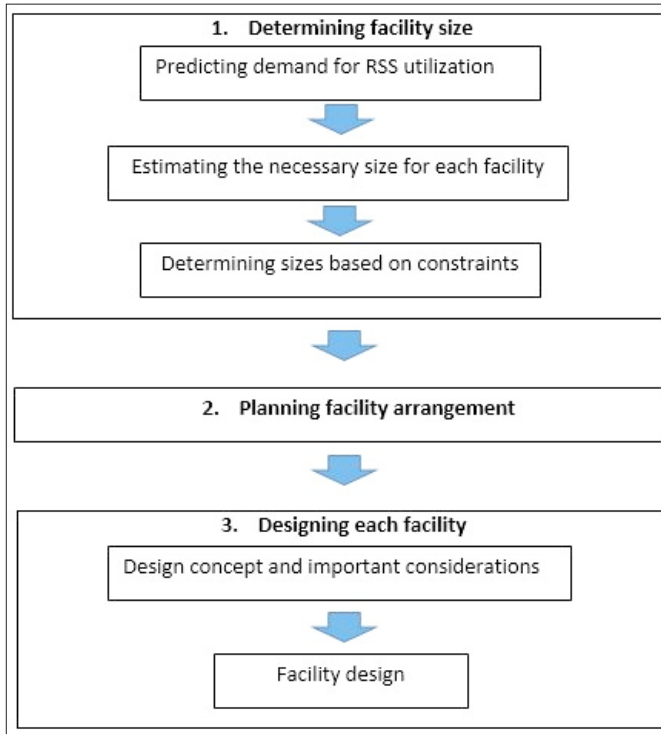 1. Determining facility size
Predicting demand for RSS utilization
Estimating the necessary size for each facility
Determining sizes based on constraints
2. Planning facility arrangement
3. Designing each facility
Design concept and important considerations
Facility design